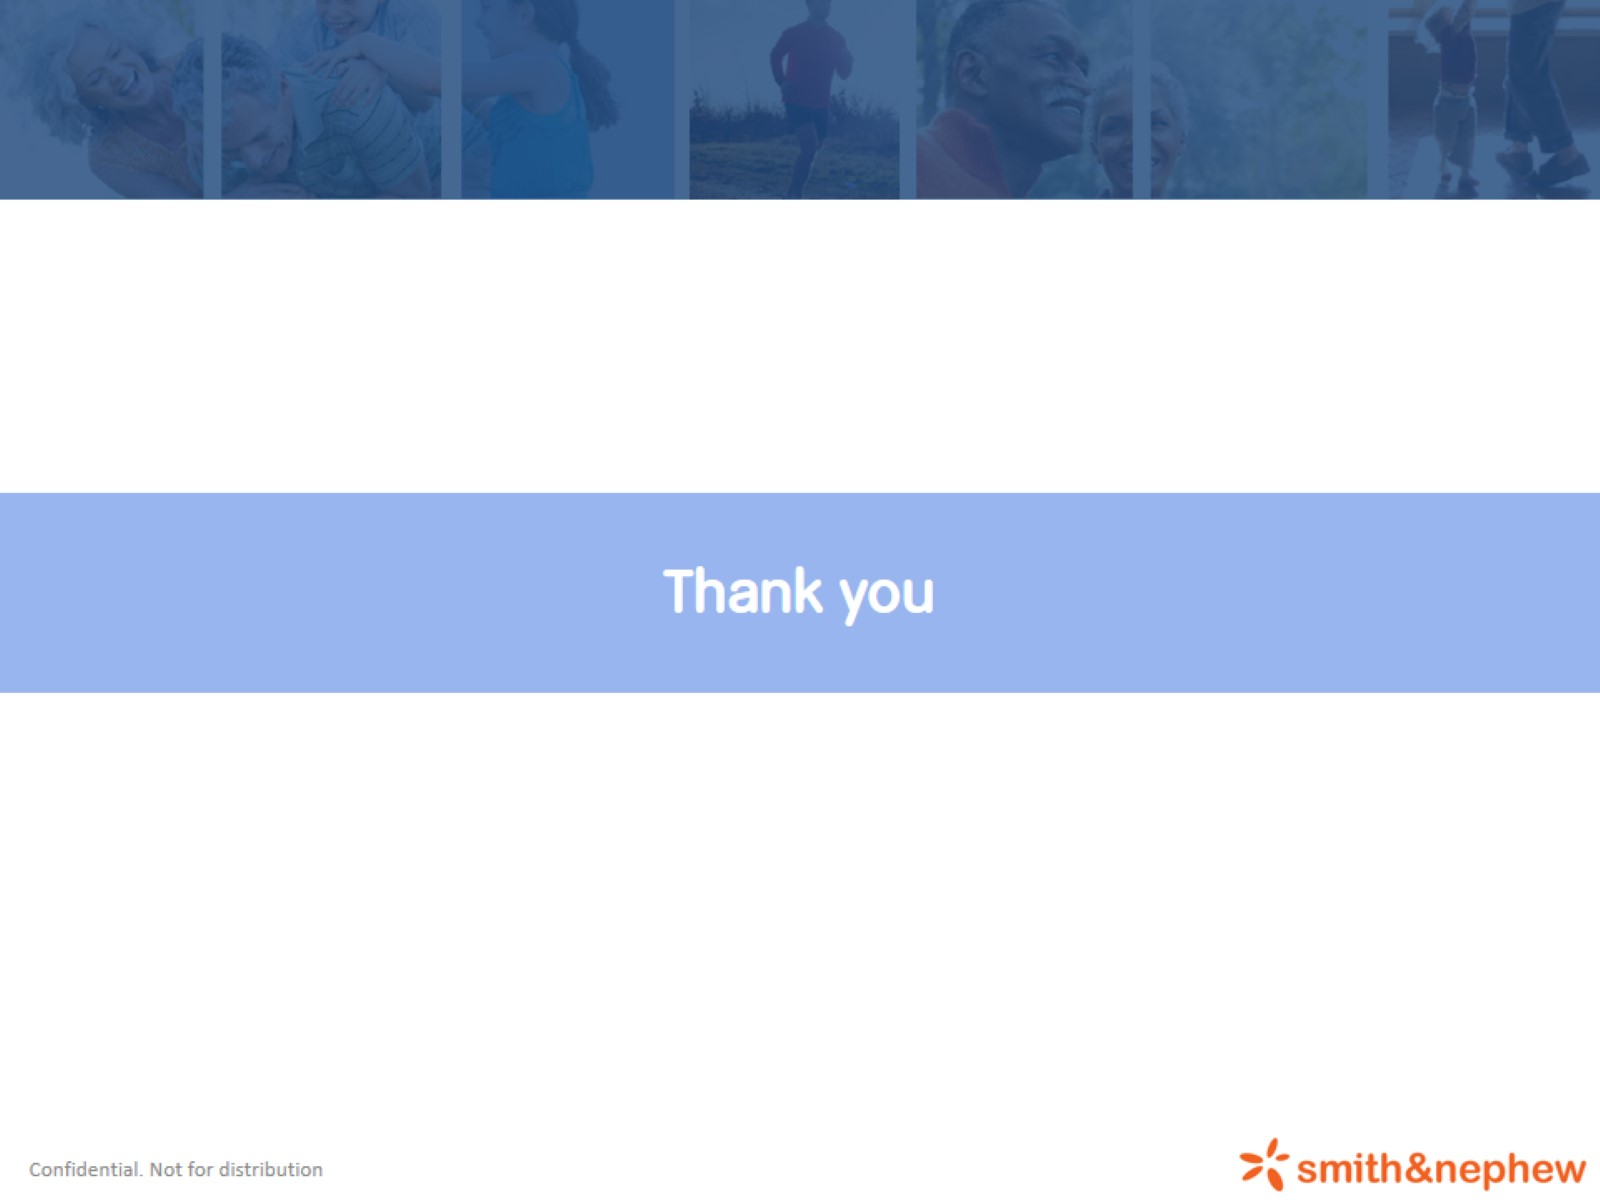 Thank you
Confidential. Not for distribution
smith&nephew